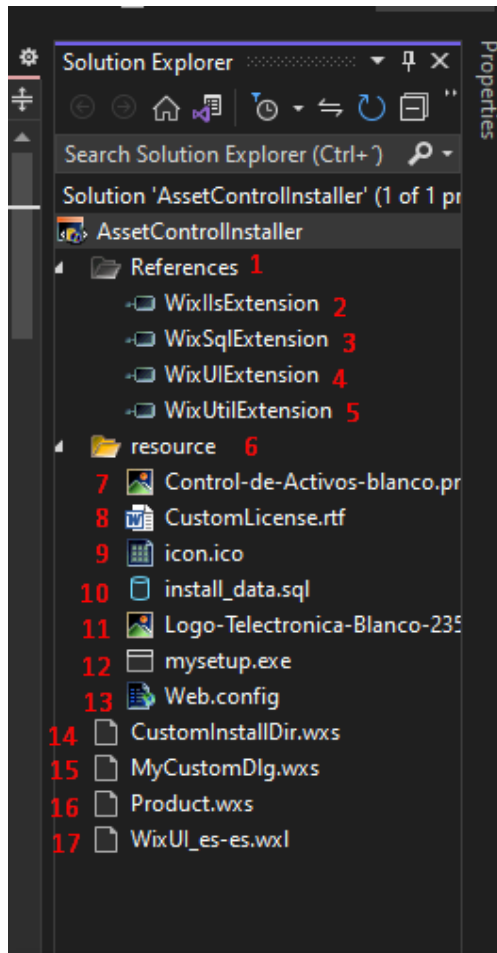 Solution Explorer
Properties
Search Solution Explorer (Ctrl+´)
Solution 'AssetControlInstaller' (1 of 1 pr
AssetControlInstaller
References 1
WixIIsExtension 2
WixSqlExtension 3
WixUIExtension 4
WixUtilExtension 5
resource 6
7 Control-de-Activos-blanco.pr
8 CustomLicense.rtf
9 icon.ico
10 install_data.sql
11 Logo-Telectronica-Blanco-235
12 mysetup.exe
13 Web.config
14 CustomInstallDir.wxs
15 MyCustomDlg.wxs
16 Product.wxs
17 WixUI_es-es.wxl